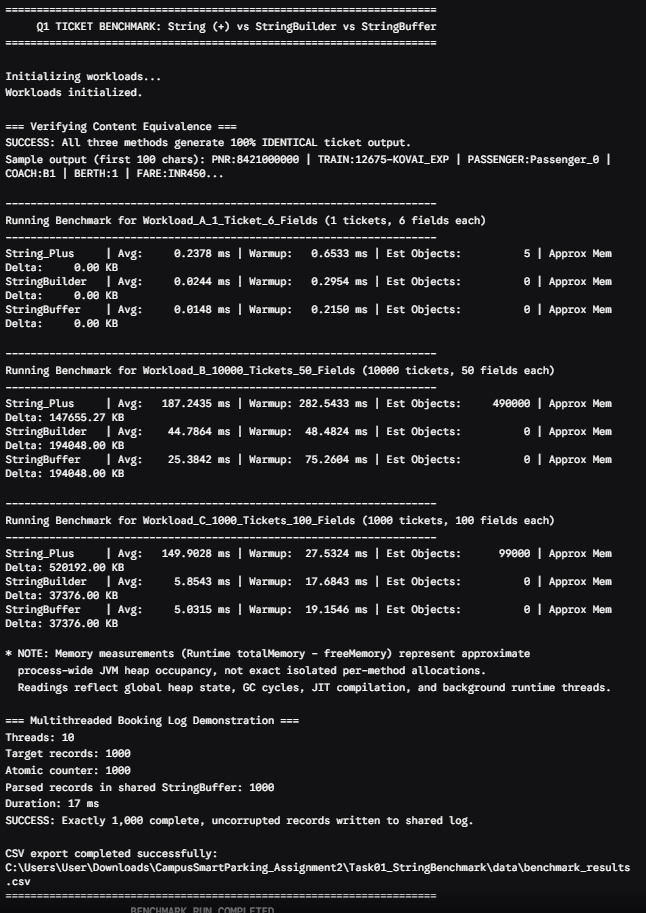 =====================================================================
     Q1 TICKET BENCHMARK: String (+) vs StringBuilder vs StringBuffer
=====================================================================
Initializing workloads...
Workloads initialized.
=== Verifying Content Equivalence ===
SUCCESS: All three methods generate 100% IDENTICAL ticket output.
Sample output (first 100 chars): PNR:8421000000 | TRAIN:12675-KOVAI_EXP | PASSENGER:Passenger_0 |
COACH:B1 | BERTH:1 | FARE:INR450...
---------------------------------------------------------------------
Running Benchmark for Workload_A_1_Ticket_6_Fields (1 tickets, 6 fields each)
---------------------------------------------------------------------
String_Plus     | Avg:     0.2378 ms | Warmup:   0.6533 ms | Est Objects:          5 | Approx Mem
Delta:     0.00 KB
StringBuilder   | Avg:     0.0244 ms | Warmup:   0.2954 ms | Est Objects:          0 | Approx Mem
Delta:     0.00 KB
StringBuffer    | Avg:     0.0148 ms | Warmup:   0.2150 ms | Est Objects:          0 | Approx Mem
Delta:     0.00 KB
---------------------------------------------------------------------
Running Benchmark for Workload_B_10000_Tickets_50_Fields (10000 tickets, 50 fields each)
---------------------------------------------------------------------
String_Plus     | Avg:   187.2435 ms | Warmup: 282.5433 ms | Est Objects:     490000 | Approx Mem
Delta: 147655.27 KB
StringBuilder   | Avg:    44.7864 ms | Warmup:  48.4824 ms | Est Objects:          0 | Approx Mem
Delta: 194048.00 KB
StringBuffer    | Avg:    25.3842 ms | Warmup:  75.2604 ms | Est Objects:          0 | Approx Mem
Delta: 194048.00 KB
---------------------------------------------------------------------
Running Benchmark for Workload_C_1000_Tickets_100_Fields (1000 tickets, 100 fields each)
---------------------------------------------------------------------
String_Plus     | Avg:   149.9028 ms | Warmup:  27.5324 ms | Est Objects:      99000 | Approx Mem
Delta: 520192.00 KB
StringBuilder   | Avg:     5.8543 ms | Warmup:  17.6843 ms | Est Objects:          0 | Approx Mem
Delta: 37376.00 KB
StringBuffer    | Avg:     5.0315 ms | Warmup:  19.1546 ms | Est Objects:          0 | Approx Mem
Delta: 37376.00 KB
* NOTE: Memory measurements (Runtime totalMemory - freeMemory) represent approximate
  process-wide JVM heap occupancy, not exact isolated per-method allocations.
  Readings reflect global heap state, GC cycles, JIT compilation, and background runtime threads.
=== Multithreaded Booking Log Demonstration ===
Threads: 10
Target records: 1000
Atomic counter: 1000
Parsed records in shared StringBuffer: 1000
Duration: 17 ms
SUCCESS: Exactly 1,000 complete, uncorrupted records written to shared log.
CSV export completed successfully:
C:\Users\User\Downloads\CampusSmartParking_Assignment2\Task01_StringBenchmark\data\benchmark_results
.csv
=====================================================================
                    BENCHMARK RUN COMPLETED